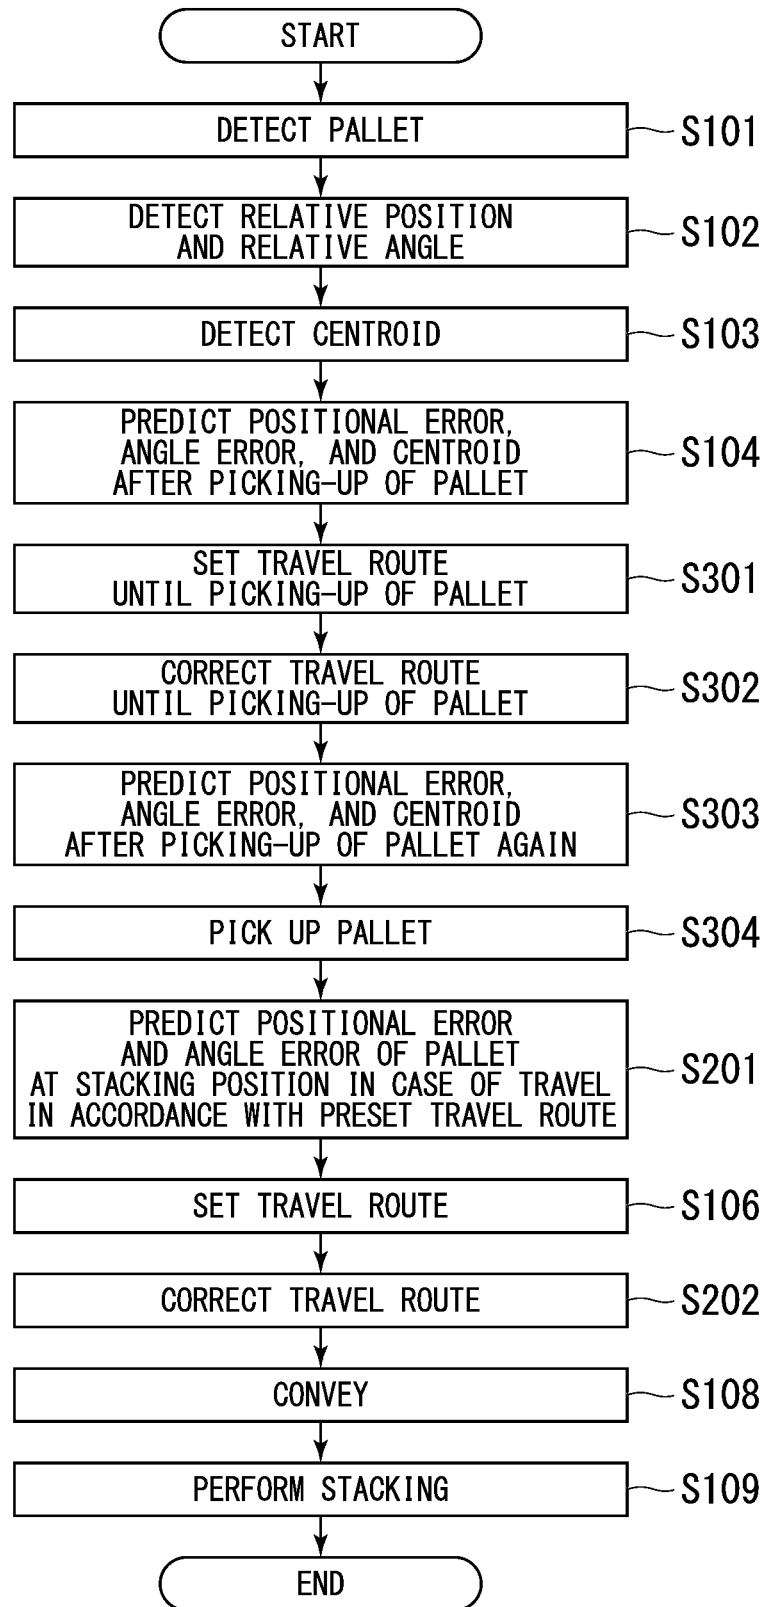 START
DETECT PALLET
S101
DETECT RELATIVE POSITION
AND RELATIVE ANGLE
S102
DETECT CENTROID
S103
PREDICT POSITIONAL ERROR,
ANGLE ERROR, AND CENTROID
AFTER PICKING-UP OF PALLET
S104
SET TRAVEL ROUTE
UNTIL PICKING-UP OF PALLET
S301
CORRECT TRAVEL ROUTE
UNTIL PICKING-UP OF PALLET
S302
PREDICT POSITIONAL ERROR,
ANGLE ERROR, AND CENTROID
AFTER PICKING-UP OF PALLET AGAIN
S303
PICK UP PALLET
S304
PREDICT POSITIONAL ERROR
AND ANGLE ERROR OF PALLET
AT STACKING POSITION IN CASE OF TRAVEL
IN ACCORDANCE WITH PRESET TRAVEL ROUTE
S201
SET TRAVEL ROUTE
S106
CORRECT TRAVEL ROUTE
S202
CONVEY
S108
PERFORM STACKING
S109
END